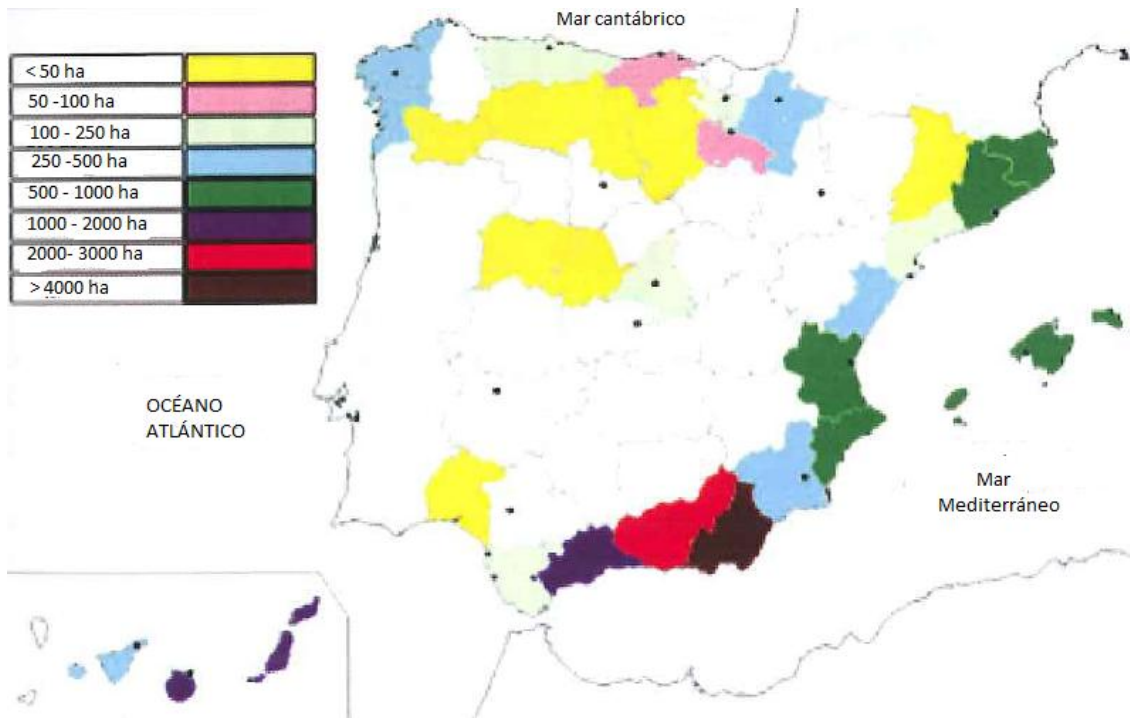 Mar cantábrico
< 50 ha
50 -100 ha
100 - 250 ha
250 -500 ha
500 - 1000 ha
1000 - 2000 ha
2000- 3000 ha
> 4000 ha
OCÉANO
ATLÁNTICO
Mar
Mediterráneo